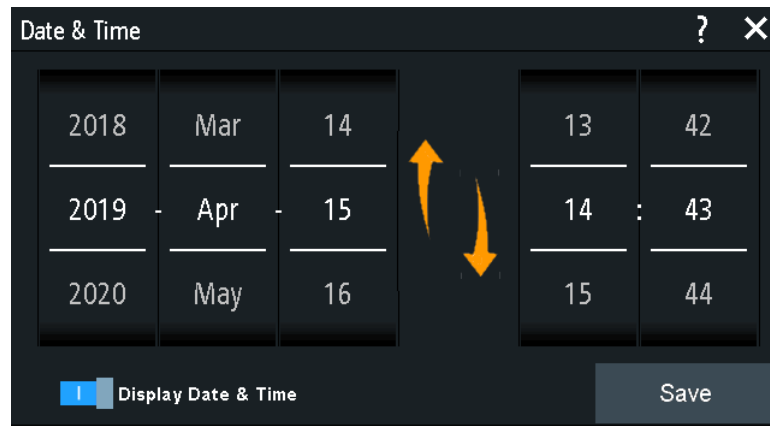 Date & Time ? ✕
2018 Mar 14 13 42
2019 - Apr - 15 14 : 43
2020 May 16 15 44
I Display Date & Time Save